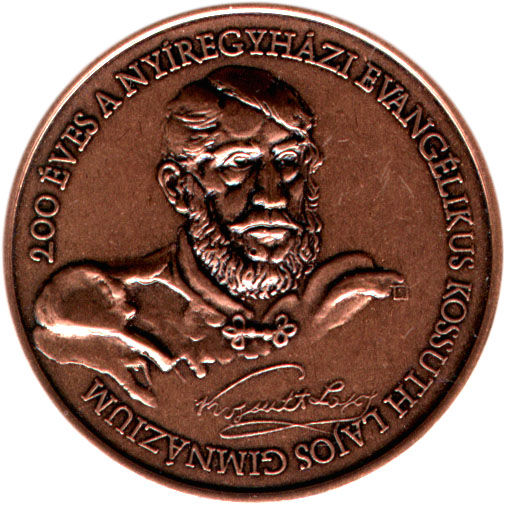 200 ÉVES A NYÍREGYHÁZI EVANGÉLIKUS KOSSUTH LAJOS GIMNÁZIUM
Kossuth Lajos